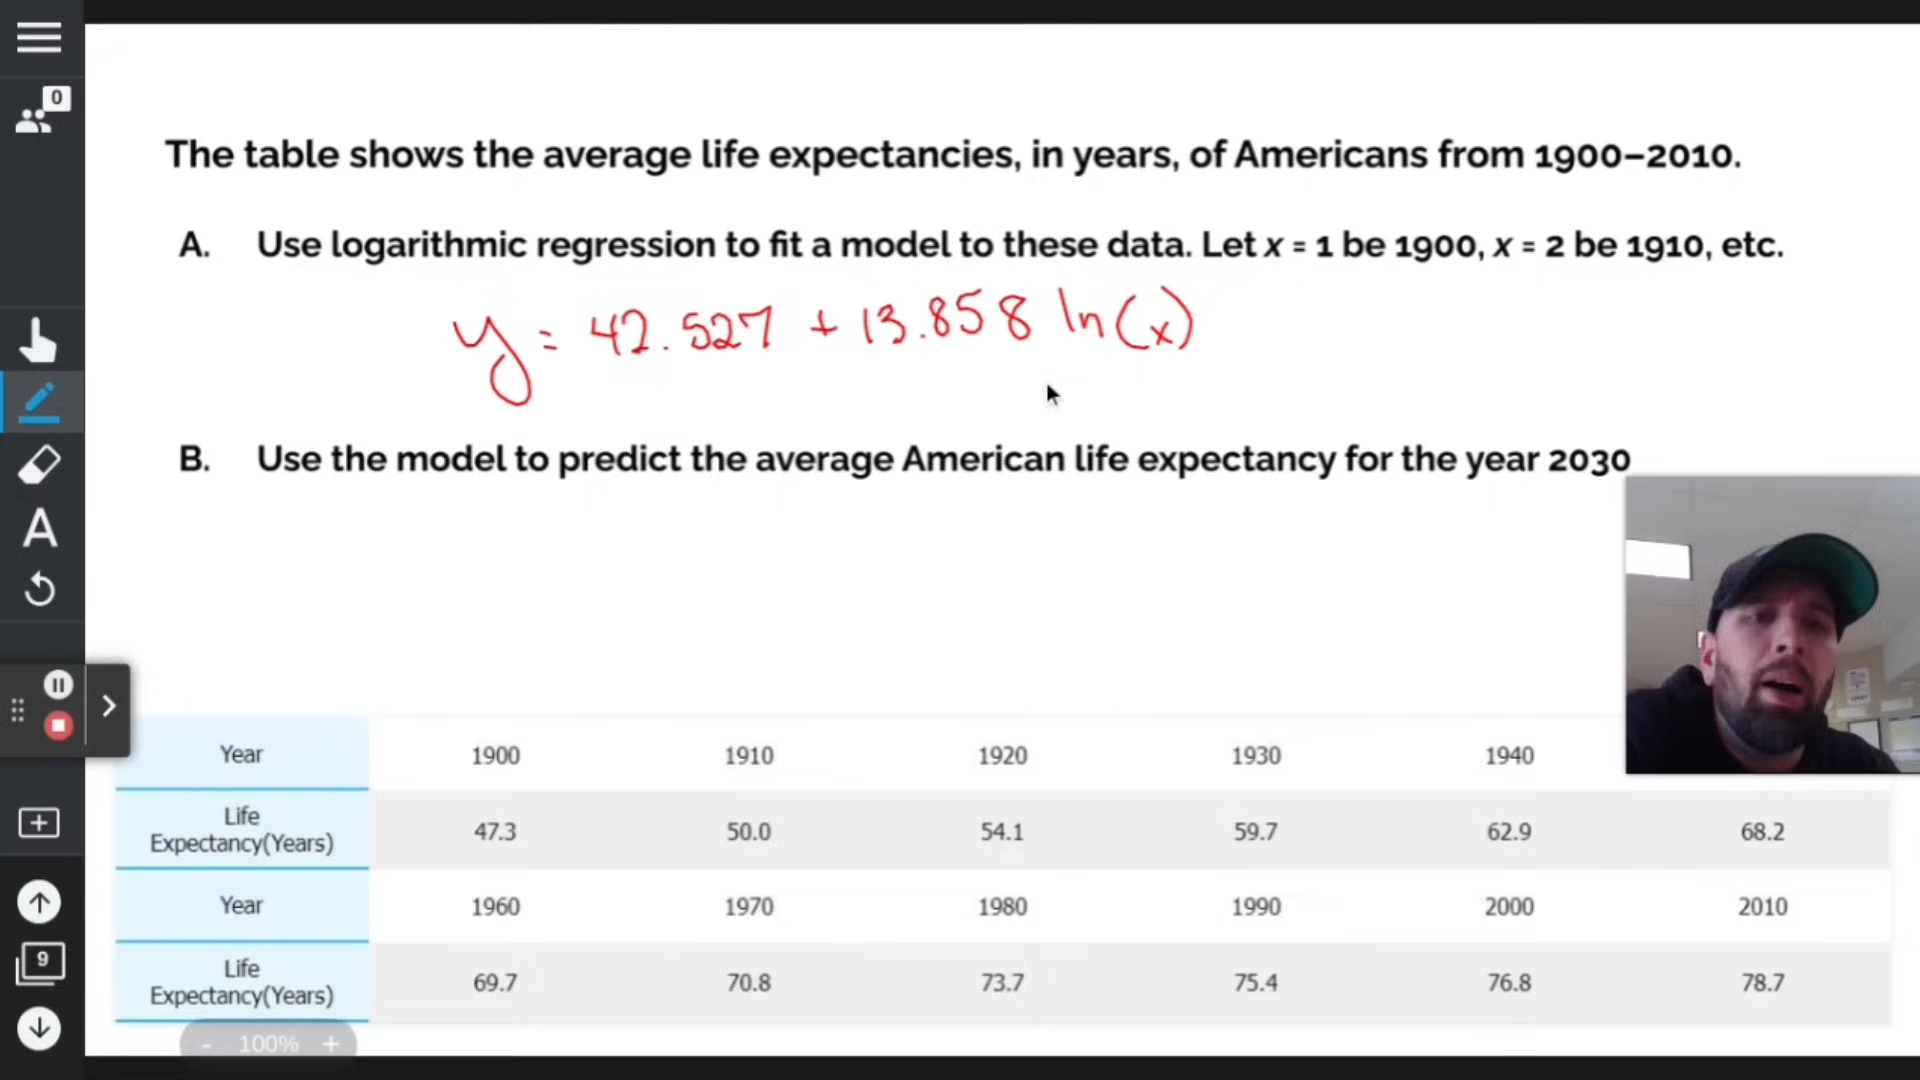 0
The table shows the average life expectancies, in years, of Americans from 1900–2010.
A. Use logarithmic regression to fit a model to these data. Let x = 1 be 1900, x = 2 be 1910, etc.
y = 42.527 + 13.858 ln(x)
B. Use the model to predict the average American life expectancy for the year 2030
A
Year 1900 1910 1920 1930 1940
Life Expectancy(Years) 47.3 50.0 54.1 59.7 62.9 68.2
Year 1960 1970 1980 1990 2000 2010
Life Expectancy(Years) 69.7 70.8 73.7 75.4 76.8 78.7
9
- 100% +